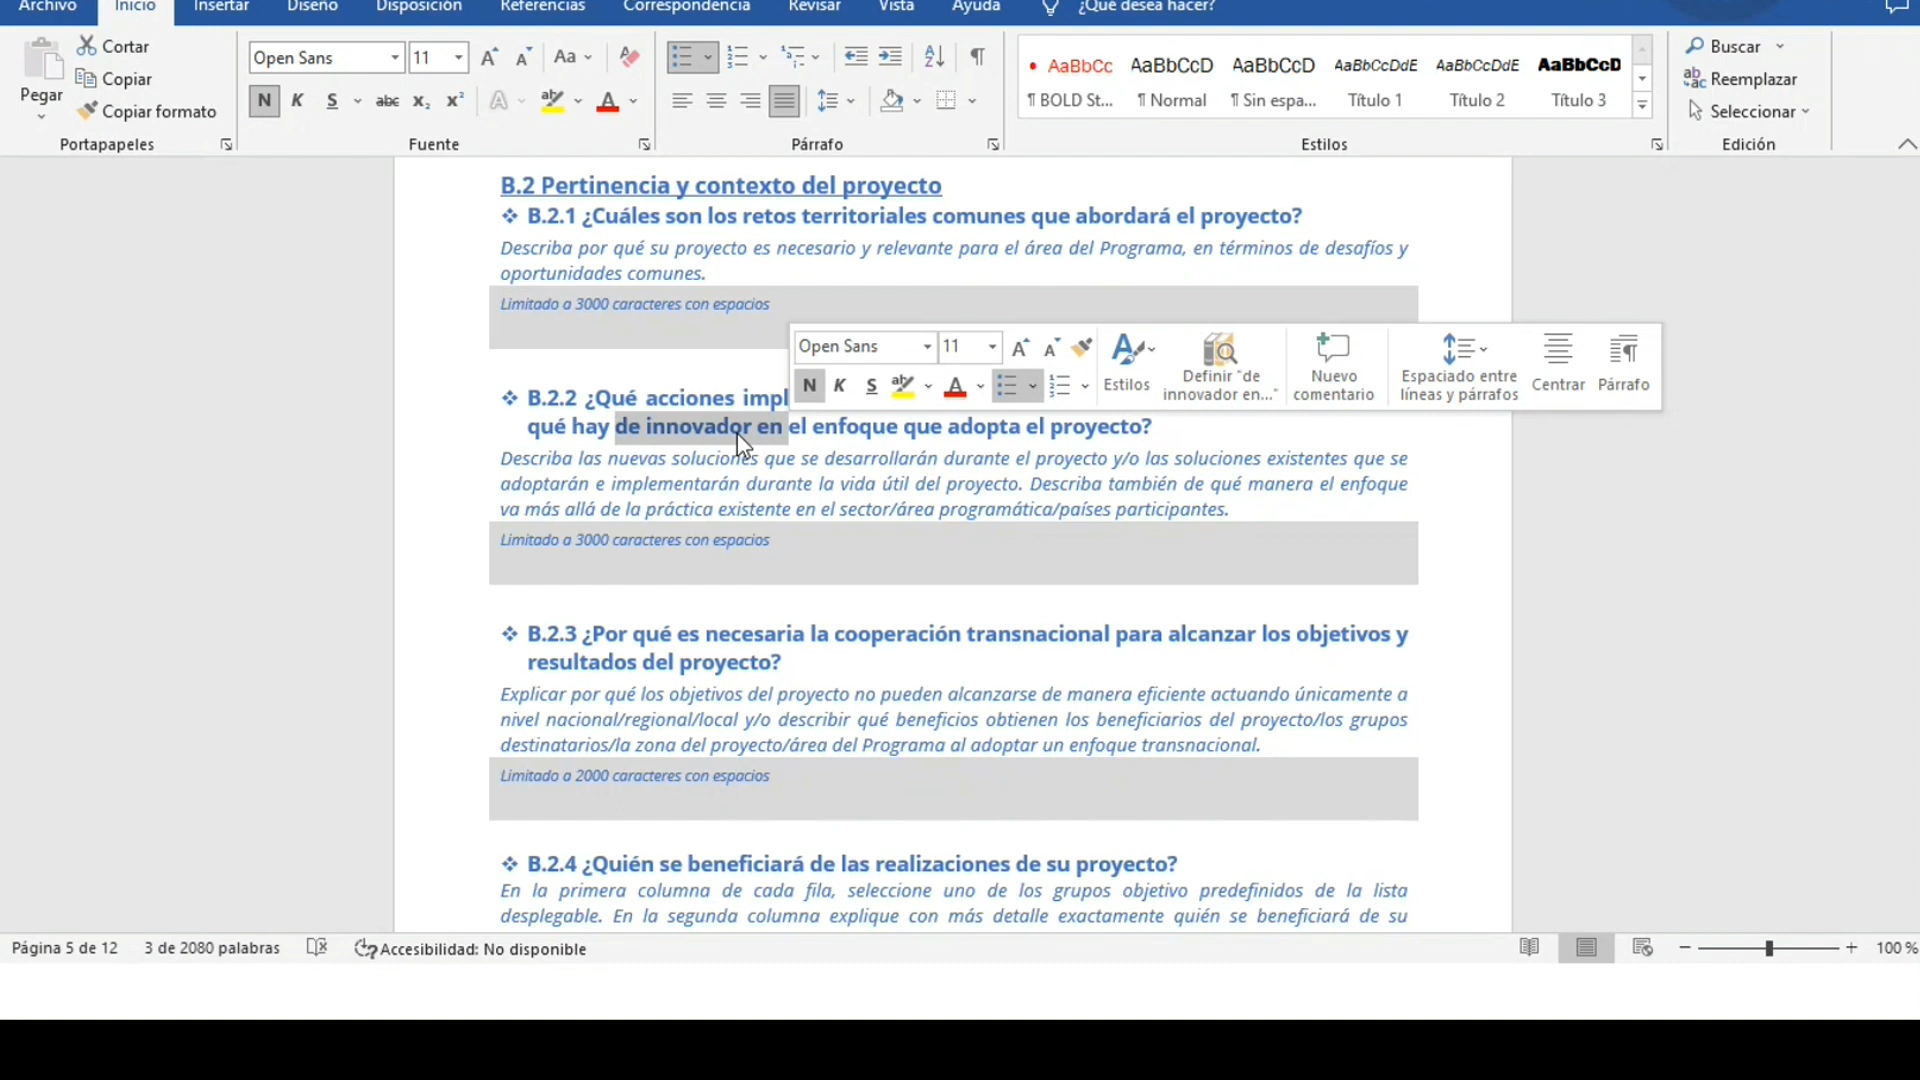 Archivo Inicio Insertar Diseño Disposición Referencias Correspondencia Revisar Vista Ayuda ¿Qué desea hacer?
Pegar
Cortar
Copiar
Copiar formato
Portapapeles
Open Sans 11 Aa
N K S abc x₂ x² A aby A
Fuente
Párrafo
AaBbCc AaBbCcD AaBbCcD AaBbCcDdE AaBbCcDdE AaBbCcD
¶ BOLD St... ¶ Normal ¶ Sin espa... Título 1 Título 2 Título 3
Estilos
Buscar
Reemplazar
Seleccionar
Edición
B.2 Pertinencia y contexto del proyecto
❖ B.2.1 ¿Cuáles son los retos territoriales comunes que abordará el proyecto?
Describa por qué su proyecto es necesario y relevante para el área del Programa, en términos de desafíos y
oportunidades comunes.
Limitado a 3000 caracteres con espacios
Open Sans 11
N K S aby A
Estilos
Definir "de
innovador en..."
Nuevo
comentario
Espaciado entre
líneas y párrafos
Centrar
Párrafo
❖ B.2.2 ¿Qué acciones impl
qué hay de innovador en el enfoque que adopta el proyecto?
Describa las nuevas soluciones que se desarrollarán durante el proyecto y/o las soluciones existentes que se
adoptarán e implementarán durante la vida útil del proyecto. Describa también de qué manera el enfoque
va más allá de la práctica existente en el sector/área programática/países participantes.
Limitado a 3000 caracteres con espacios
❖ B.2.3 ¿Por qué es necesaria la cooperación transnacional para alcanzar los objetivos y
resultados del proyecto?
Explicar por qué los objetivos del proyecto no pueden alcanzarse de manera eficiente actuando únicamente a
nivel nacional/regional/local y/o describir qué beneficios obtienen los beneficiarios del proyecto/los grupos
destinatarios/la zona del proyecto/área del Programa al adoptar un enfoque transnacional.
Limitado a 2000 caracteres con espacios
❖ B.2.4 ¿Quién se beneficiará de las realizaciones de su proyecto?
En la primera columna de cada fila, seleccione uno de los grupos objetivo predefinidos de la lista
desplegable. En la segunda columna explique con más detalle exactamente quién se beneficiará de su
Página 5 de 12 3 de 2080 palabras Accesibilidad: No disponible 100 %